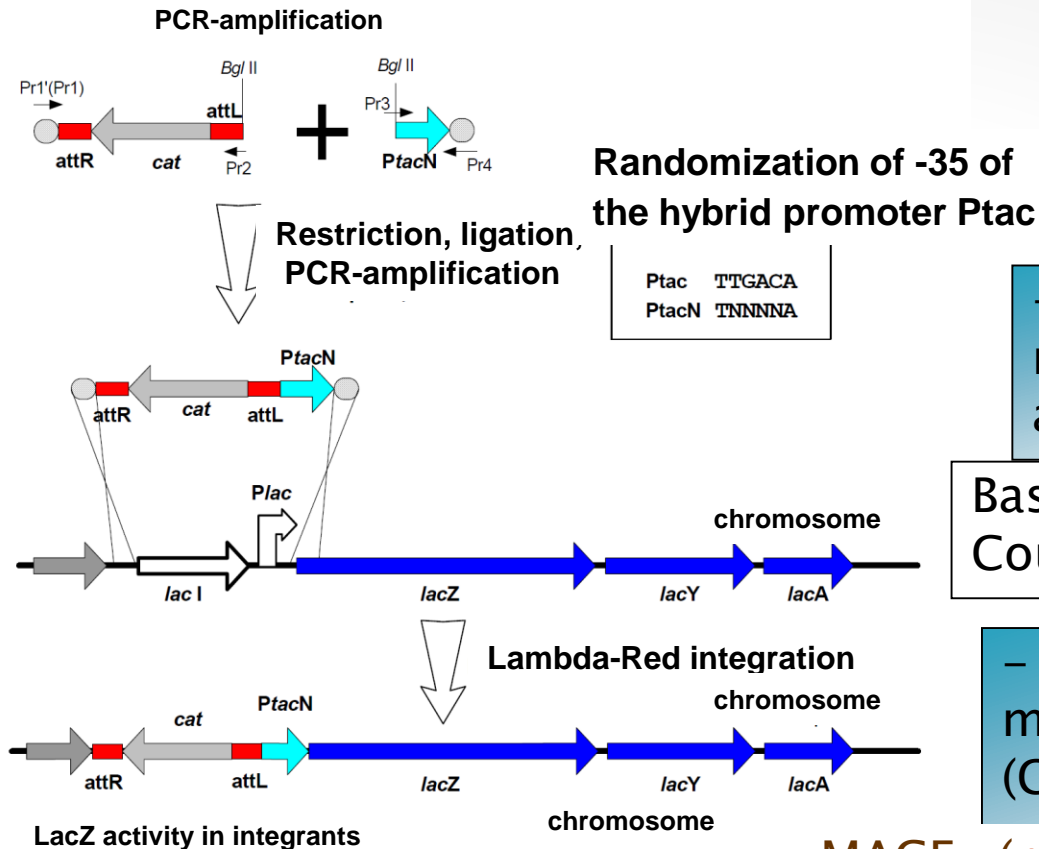 PCR-amplification
Bgl II
Bgl II
Pr1'(Pr1)
attL
Pr3
attR
cat
Pr2
PtacN
Pr4
Randomization of -35 of
the hybrid promoter Ptac
Restriction, ligation,
PCR-amplification
Ptac TTGACA
PtacN TNNNNA
PtacN
attR
cat
attL
Plac
chromosome
lac I
lacZ
lacY
lacA
Lambda-Red integration
chromosome
cat
PtacN
attR
attL
lacZ
lacY
lacA
chromosome
LacZ activity in integrants